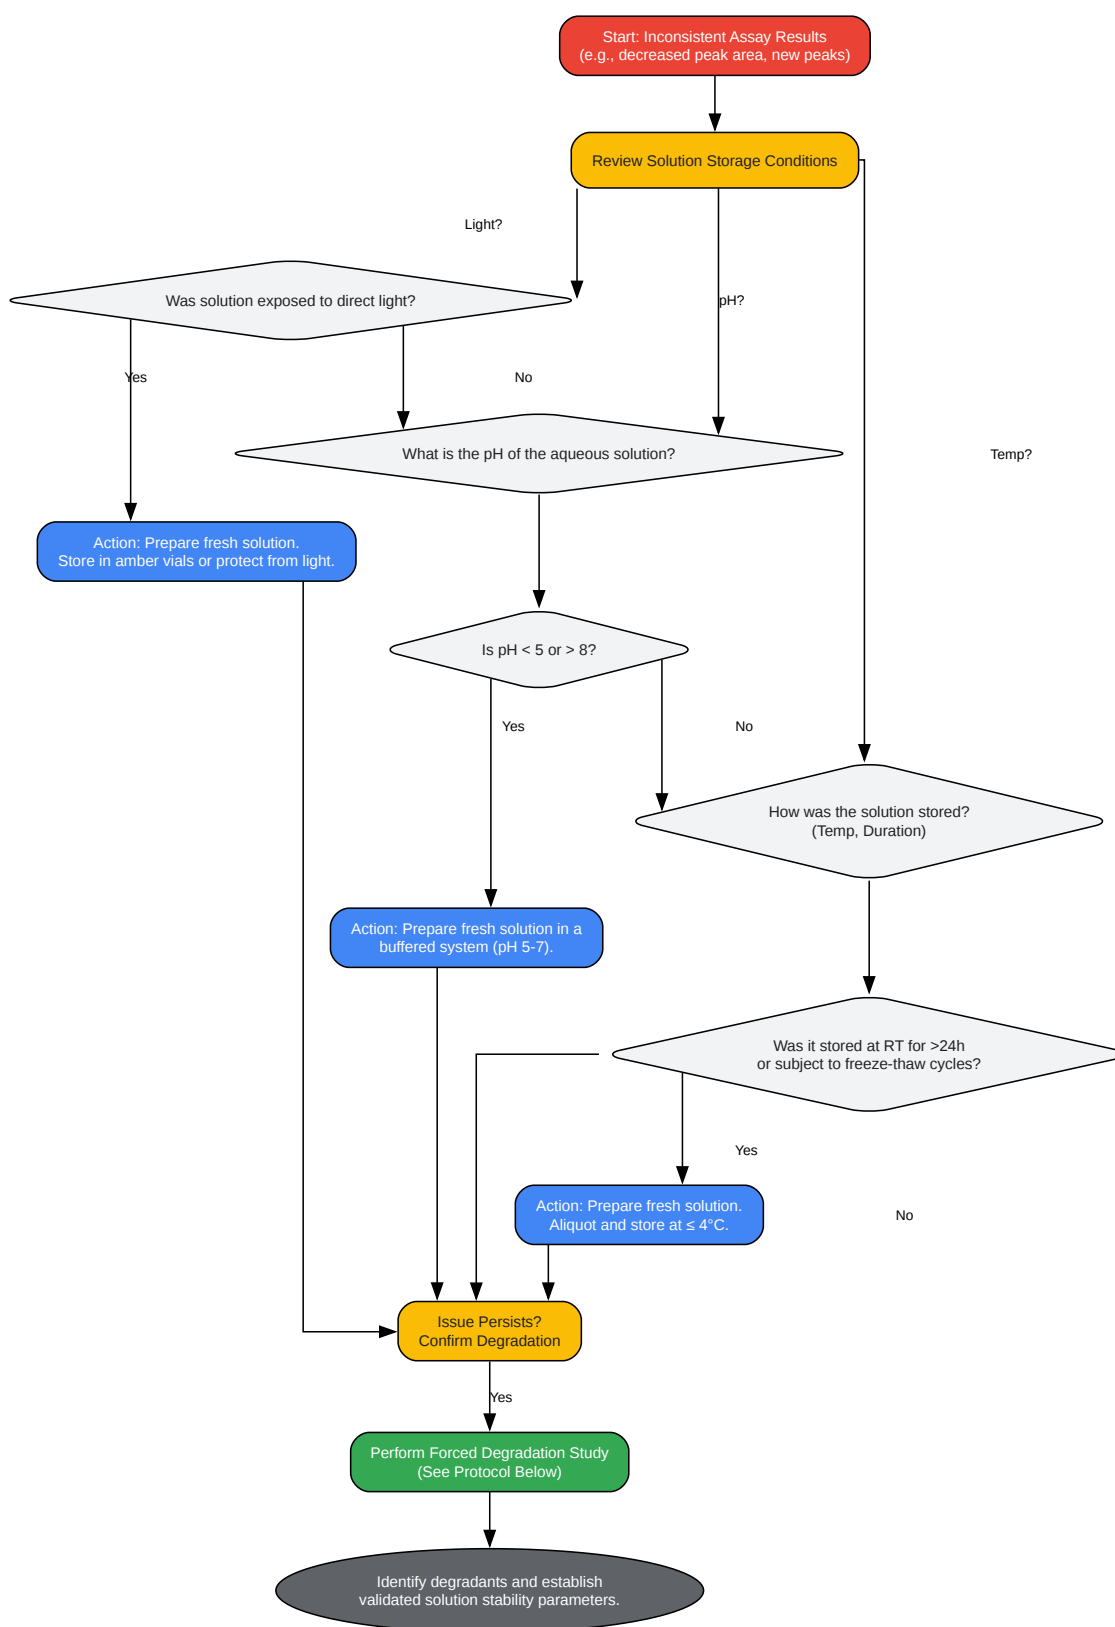 Start: Inconsistent Assay Results
(e.g., decreased peak area, new peaks)
Review Solution Storage Conditions
Light?
Was solution exposed to direct light?
pH?
Yes
No
What is the pH of the aqueous solution?
Temp?
Action: Prepare fresh solution.
Store in amber vials or protect from light.
Is pH < 5 or > 8?
Yes
No
How was the solution stored?
(Temp, Duration)
Action: Prepare fresh solution in a
buffered system (pH 5-7).
Was it stored at RT for >24h
or subject to freeze-thaw cycles?
Yes
Action: Prepare fresh solution.
Aliquot and store at ≤ 4°C.
No
Issue Persists?
Confirm Degradation
Yes
Perform Forced Degradation Study
(See Protocol Below)
Identify degradants and establish
validated solution stability parameters.